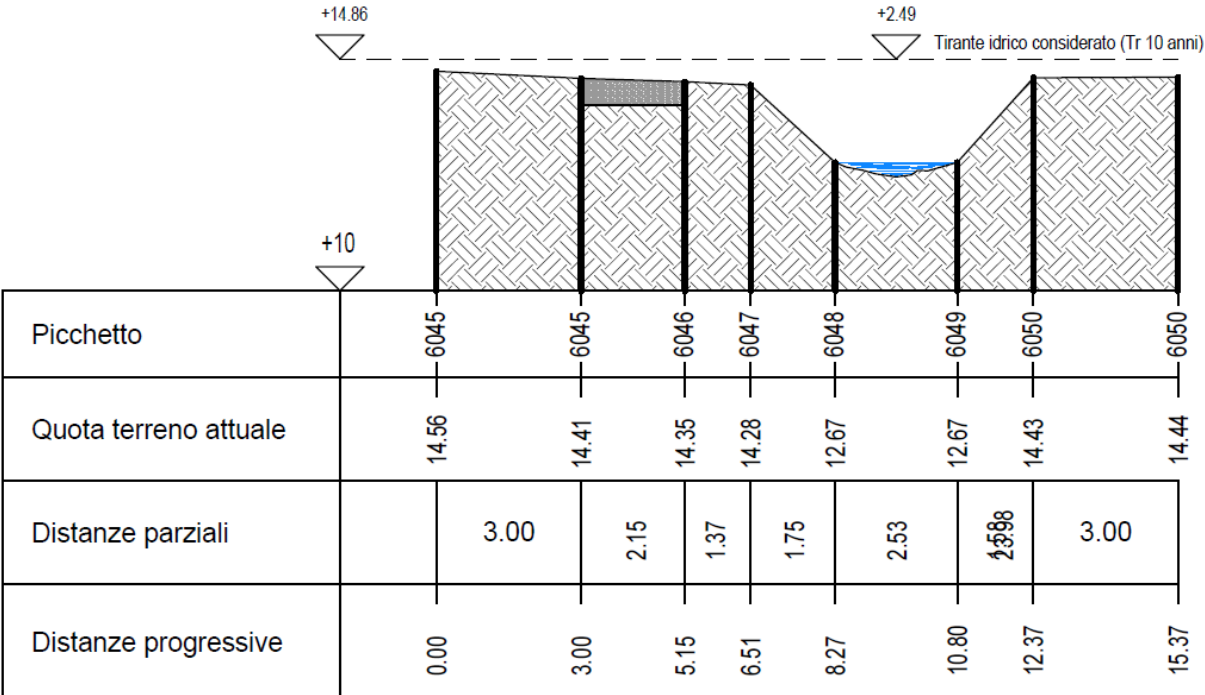 +14.86
+2.49
Tirante idrico considerato (Tr 10 anni)
+10
Picchetto 6045 6045 6046 6047 6048 6049 6050 6050
Quota terreno attuale 14.56 14.41 14.35 14.28 12.67 12.67 14.43 14.44
Distanze parziali 3.00 2.15 1.37 1.75 2.53 3.00
Distanze progressive 0.00 3.00 5.15 6.51 8.27 10.80 12.37 15.37